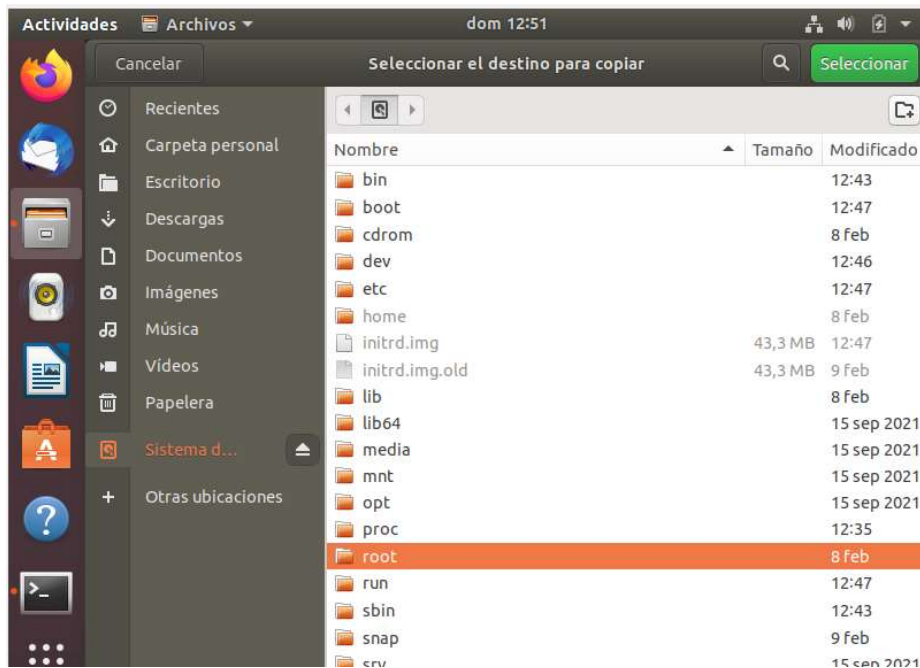 Actividades Archivos dom 12:51
Cancelar Seleccionar el destino para copiar Seleccionar
Recientes
Carpeta personal
Escritorio
Descargas
Documentos
Imágenes
Música
Vídeos
Papelera
Sistema d...
+ Otras ubicaciones
Nombre Tamaño Modificado
bin 12:43
boot 12:47
cdrom 8 feb
dev 12:46
etc 12:47
home 8 feb
initrd.img 43,3 MB 12:47
initrd.img.old 43,3 MB 9 feb
lib 8 feb
lib64 15 sep 2021
media 15 sep 2021
mnt 15 sep 2021
opt 15 sep 2021
proc 12:35
root 8 feb
run 12:47
sbin 12:43
snap 9 feb
srv 15 sep 2021